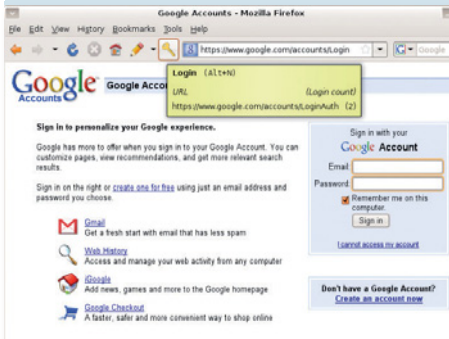 Google Accounts - Mozilla Firefox
File Edit View History Bookmarks Tools Help
https://www.google.com/accounts/Login
Google
Login (Alt+N)
URL (Login count)
https://www.google.com/accounts/LoginAuth (2)
Google
Accounts
Google Accou
Sign in to personalize your Google experience.
Google has more to offer when you sign in to your Google Account. You can
customize pages, view recommendations, and get more relevant search
results.
Sign in on the right or create one for free using just an email address and
password you choose.
Gmail
Get a fresh start with email that has less spam
Web History
Access and manage your web activity from any computer
iGoogle
Add news, games and more to the Google homepage
Google Checkout
A faster, safer and more convenient way to shop online
Sign in with your
Google Account
Email:
Password:
Remember me on this
computer.
Sign in
I cannot access my account
Don't have a Google Account?
Create an account now